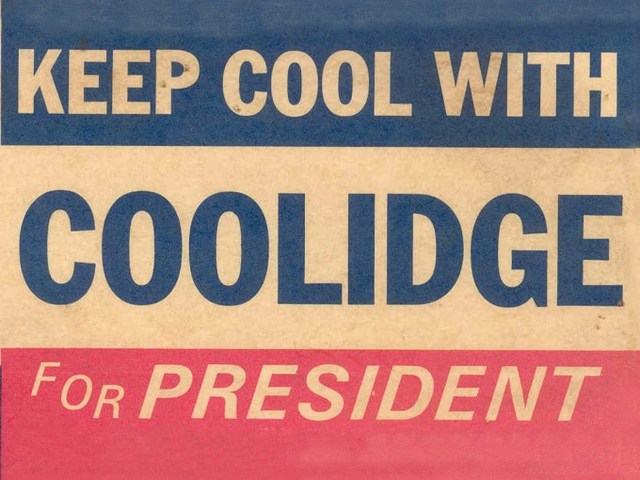 KEEP COOL WITH
COOLIDGE
FOR PRESIDENT